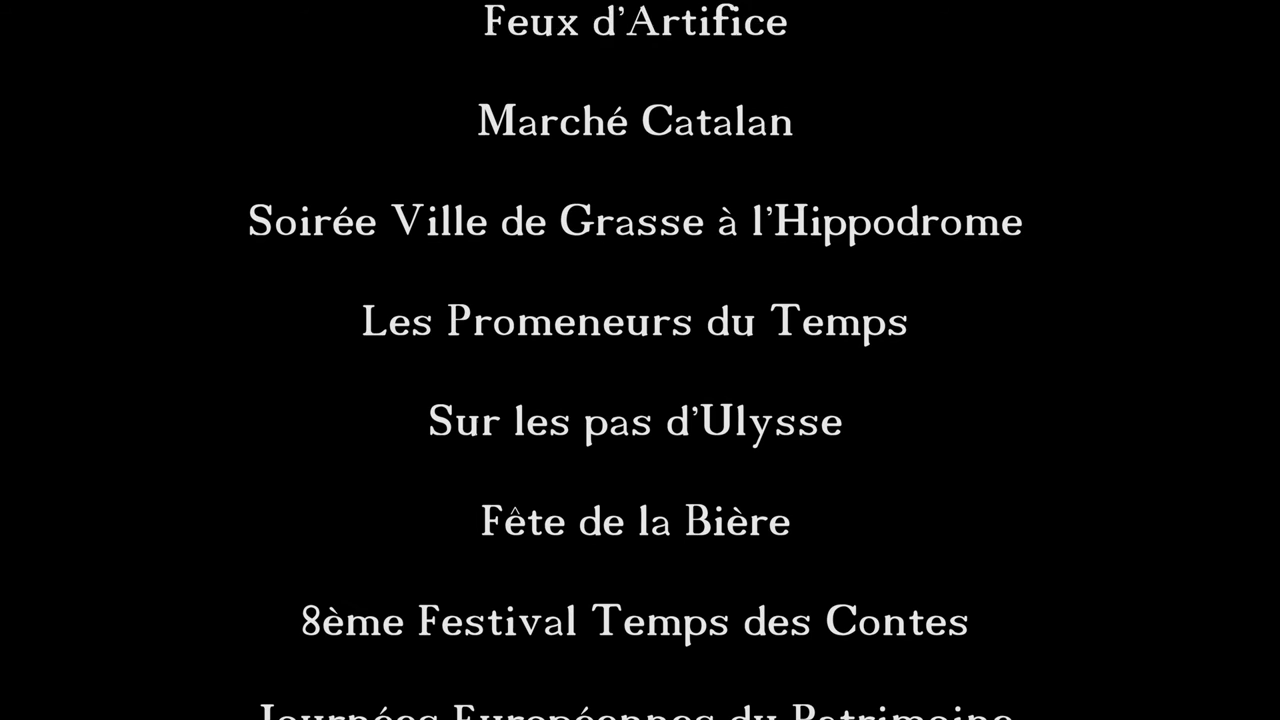 Feux d'Artifice
Marché Catalan
Soirée Ville de Grasse à l'Hippodrome
Les Promeneurs du Temps
Sur les pas d'Ulysse
Fête de la Bière
8ème Festival Temps des Contes
Journées Européennes du Patrimoine